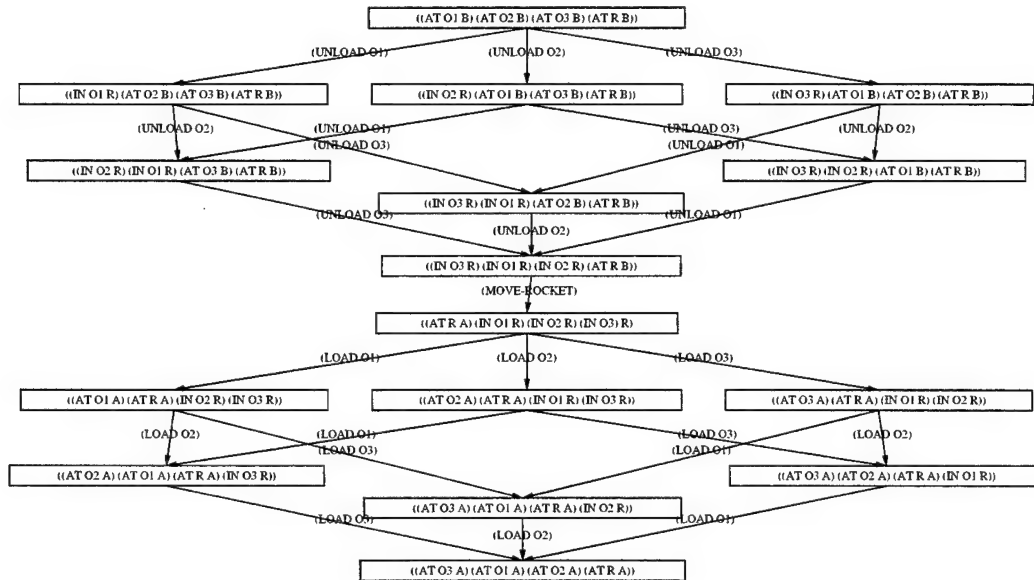 ((AT O1 B) (AT O2 B) (AT O3 B) (AT R B))
(UNLOAD O1)
(UNLOAD O2)
(UNLOAD O3)
((IN O1 R) (AT O2 B) (AT O3 B) (AT R B))
((IN O2 R) (AT O1 B) (AT O3 B) (AT R B))
((IN O3 R) (AT O1 B) (AT O2 B) (AT R B))
(UNLOAD O2)
(UNLOAD O1)
(UNLOAD O3)
(UNLOAD O2)
(UNLOAD O3)
(UNLOAD O1)
((IN O2 R) (IN O1 R) (AT O3 B) (AT R B))
((IN O3 R) (IN O2 R) (AT O1 B) (AT R B))
((IN O3 R) (IN O1 R) (AT O2 B) (AT R B))
(UNLOAD O3)
(UNLOAD O2)
(UNLOAD O1)
((IN O3 R) (IN O1 R) (IN O2 R) (AT R B))
(MOVE-ROCKET)
((AT R A) (IN O1 R) (IN O2 R) (IN O3) R)
(LOAD O1)
(LOAD O2)
(LOAD O3)
((AT O1 A) (AT R A) (IN O2 R) (IN O3 R))
((AT O2 A) (AT R A) (IN O1 R) (IN O3 R))
((AT O3 A) (AT R A) (IN O1 R) (IN O2 R))
(LOAD O2)
(LOAD O1)
(LOAD O3)
(LOAD O2)
(LOAD O3)
(LOAD O1)
((AT O2 A) (AT O1 A) (AT R A) (IN O3 R))
((AT O3 A) (AT O2 A) (AT R A) (IN O1 R))
((AT O3 A) (AT O1 A) (AT R A) (IN O2 R))
(LOAD O3)
(LOAD O2)
(LOAD O1)
((AT O3 A) (AT O1 A) (AT O2 A) (AT R A))